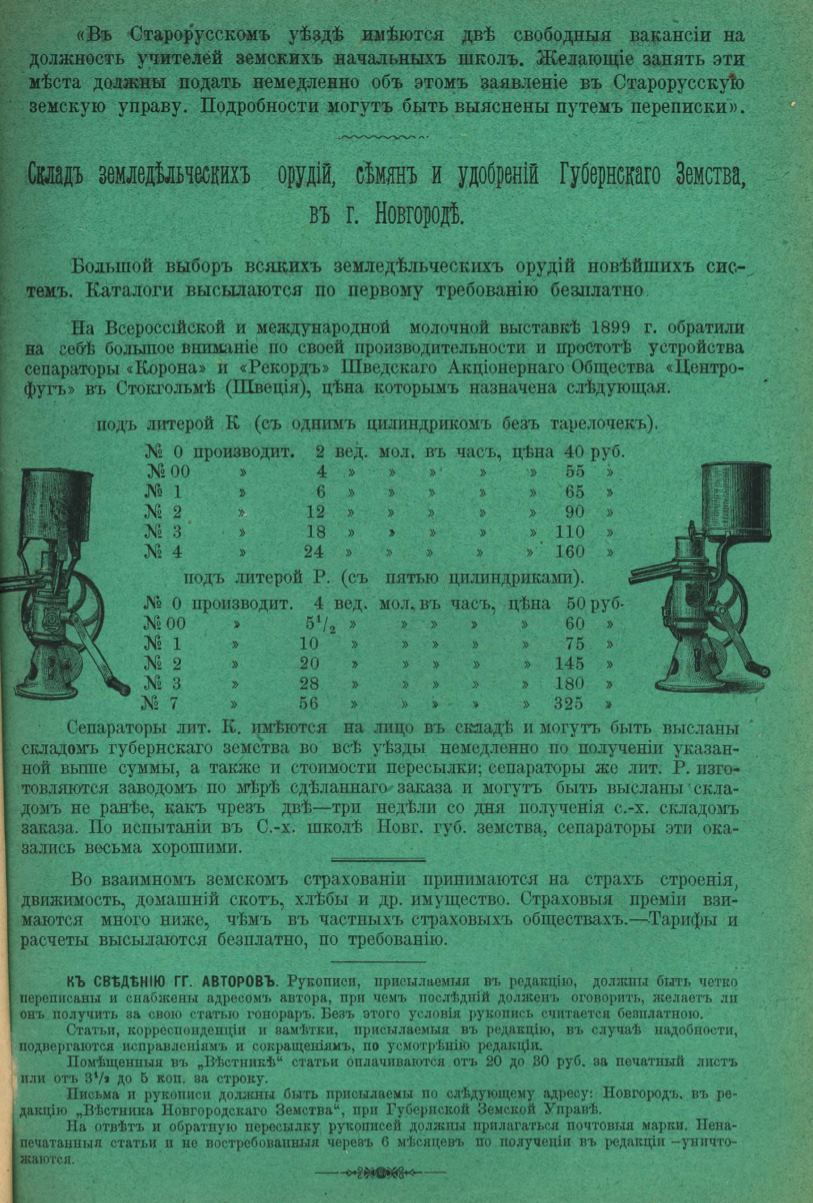 «Въ Старорусскомъ уѣздѣ имѣются двѣ свободныя вакансіи на
должность учителей земскихъ начальныхъ школъ. Желающіе занять эти
мѣста должны подать немедленно объ этомъ заявленіе въ Старорусскую
земскую управу. Подробности могутъ быть выяснены путемъ переписки».
Складъ земледѣльческихъ орудій, сѣмянъ и удобреній Губернскаго Земства,
въ г. Новгородѣ.
Большой выборъ всякихъ земледѣльческихъ орудій новѣйшихъ сис-
темъ. Каталоги высылаются по первому требованію безплатно
На Всероссійской и международной молочной выставкѣ 1899 г. обратили
на себѣ большое вниманіе по своей производительности и простотѣ устройства
сепараторы «Корона» и «Рекордъ» Шведскаго Акціонернаго Общества «Центро-
фугъ» въ Стокгольмѣ (Швеція), цѣна которымъ назначена слѣдующая.
подъ литерой К (съ однимъ цилиндрикомъ безъ тарелочекъ).
№ 0 производит. 2 вед. мол. въ часъ, цѣна 40 руб.
№ 00 » 4 » » » » » 55 »
№ 1 » 6 » » » » » 65 »
№ 2 » 12 » » » » » 90 »
№ 3 » 18 » » » » » 110 »
№ 4 » 24 » » » » » 160 »
подъ литерой Р. (съ пятью цилиндриками).
№ 0 производит. 4 вед. мол. въ часъ, цѣна 50 руб.
№ 00 » 5¹/₂ » » » » » 60 »
№ 1 » 10 » » » » » 75 »
№ 2 » 20 » » » » » 145 »
№ 3 » 28 » » » » » 180 »
№ 7 » 56 » » » » » 325 »
Сепараторы лит. К. имѣются на лицо въ складѣ и могутъ быть высланы
складомъ губернскаго земства во всѣ уѣзды немедленно по полученіи указан-
ной выше суммы, а также и стоимости пересылки; сепараторы же лит. Р. изго-
товляются заводомъ по мѣрѣ сдѣланнаго заказа и могутъ быть высланы скла-
домъ не ранѣе, какъ чрезъ двѣ—три недѣли со дня полученія с.-х. складомъ
заказа. По испытаніи въ С.-х. школѣ Новг. губ. земства, сепараторы эти ока-
зались весьма хорошими.
Во взаимномъ земскомъ страхованіи принимаются на страхъ строенія,
движимость, домашній скотъ, хлѣбы и др. имущество. Страховыя преміи взи-
маются много ниже, чѣмъ въ частныхъ страховыхъ обществахъ.—Тарифы и
расчеты высылаются безплатно, по требованію.
КЪ СВѢДѢНІЮ ГГ. АВТОРОВЪ. Рукописи, присылаемыя въ редакцію, должны быть четко
переписаны и снабжены адресомъ автора, при чемъ послѣдній долженъ оговорить, желаетъ ли
онъ получить за свою статью гонораръ. Безъ этого условія рукопись считается безплатною.
Статьи, корреспонденціи и замѣтки, присылаемыя въ редакцію, въ случаѣ надобности,
подвергаются исправленіямъ и сокращеніямъ, по усмотрѣнію редакціи.
Помѣщенныя въ „Вѣстникѣ“ статьи оплачиваются отъ 20 до 30 руб. за печатный листъ
или отъ 3¹/₂ до 5 коп. за строку.
Письма и рукописи должны быть присылаемы по слѣдующему адресу: Новгородъ, въ ре-
дакцію „Вѣстника Новгородскаго Земства“, при Губернской Земской Управѣ.
На отвѣтъ и обратную пересылку рукописей должны прилагаться почтовыя марки. Нена-
печатанныя статьи и не востребованныя черезъ 6 мѣсяцевъ по полученіи въ редакціи—уничто-
жаются.